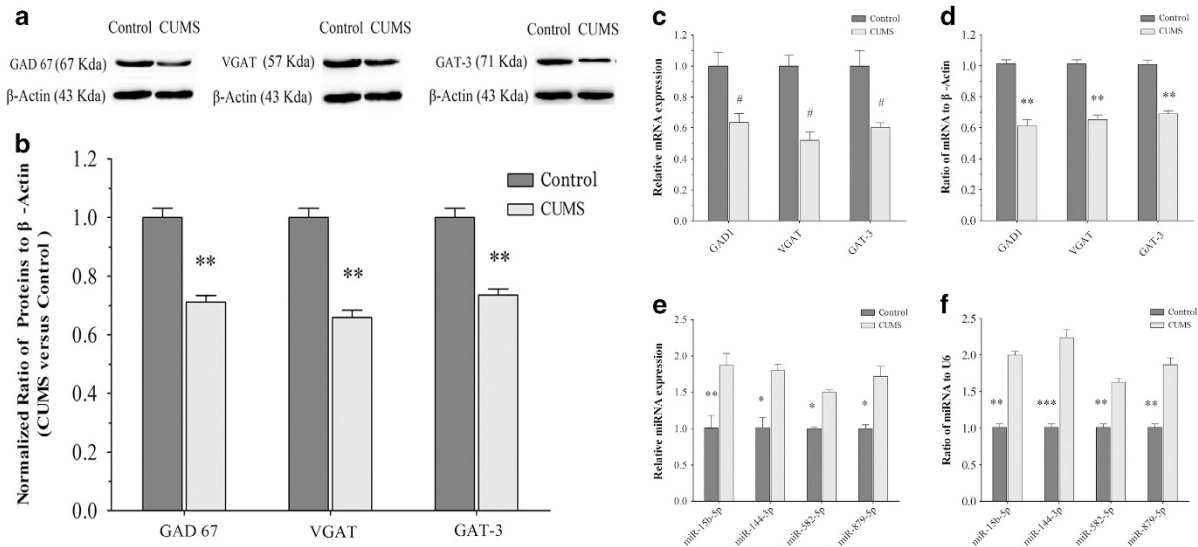 a
Control CUMS
GAD 67 (67 Kda)
β-Actin (43 Kda)
Control CUMS
VGAT (57 Kda)
β-Actin (43 Kda)
Control CUMS
GAT-3 (71 Kda)
β-Actin (43 Kda)
b
Normalized Ratio of Proteins to β -Actin
(CUMS versus Control )
1.2
1.0
0.8
0.6
0.4
0.2
0.0
Control
CUMS
**
**
**
GAD 67
VGAT
GAT-3
c
Relative mRNA expression
1.2
1.0
0.8
0.6
0.4
0.2
0.0
Control
CUMS
#
#
#
GAD1
VGAT
GAT-3
d
Ratio of mRNA to β -Actin
1.2
1.0
0.8
0.6
0.4
0.2
0.0
Control
CUMS
**
**
**
GAD1
VGAT
GAT-3
e
Relative miRNA expression
2.5
2.0
1.5
1.0
0.5
0.0
Control
CUMS
**
*
*
*
miR-15b-5p
miR-144-3p
miR-582-5p
miR-879-5p
f
Ratio of miRNA to U6
2.5
2.0
1.5
1.0
0.5
0.0
Control
CUMS
**
***
**
**
miR-15b-5p
miR-144-3p
miR-582-5p
miR-879-5p